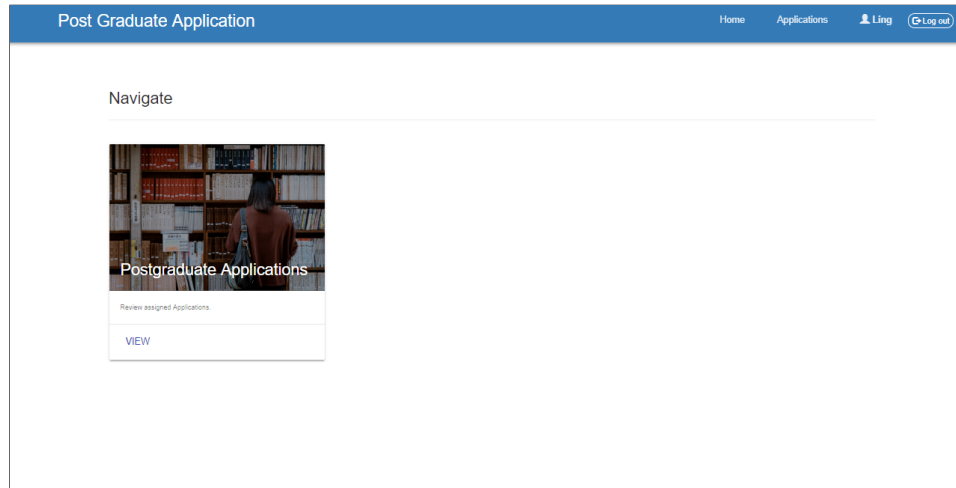 Post Graduate Application
Home
Applications
Ling
Log out
Navigate
Postgraduate Applications
Review assigned Applications.
VIEW